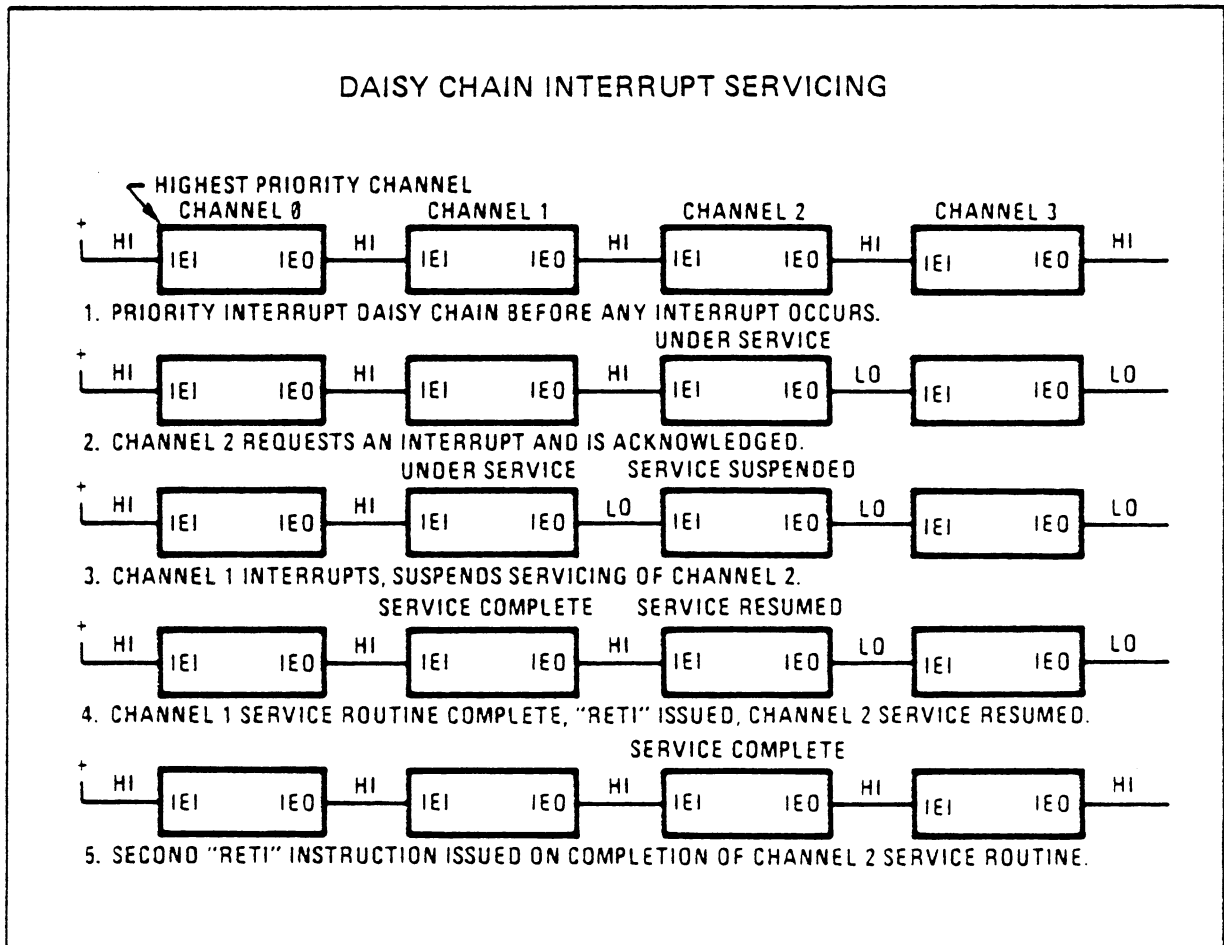 DAISY CHAIN INTERRUPT SERVICING
HIGHEST PRIORITY CHANNEL
CHANNEL 0 CHANNEL 1 CHANNEL 2 CHANNEL 3
+ HI IEI IEO HI IEI IEO HI IEI IEO HI IEI IEO HI
1. PRIORITY INTERRUPT DAISY CHAIN BEFORE ANY INTERRUPT OCCURS.
UNDER SERVICE
+ HI IEI IEO HI IEI IEO HI IEI IEO LO IEI IEO LO
2. CHANNEL 2 REQUESTS AN INTERRUPT AND IS ACKNOWLEDGED.
UNDER SERVICE SERVICE SUSPENDED
+ HI IEI IEO HI IEI IEO LO IEI IEO LO IEI IEO LO
3. CHANNEL 1 INTERRUPTS, SUSPENDS SERVICING OF CHANNEL 2.
SERVICE COMPLETE SERVICE RESUMED
+ HI IEI IEO HI IEI IEO HI IEI IEO LO IEI IEO LO
4. CHANNEL 1 SERVICE ROUTINE COMPLETE, "RETI" ISSUED, CHANNEL 2 SERVICE RESUMED.
SERVICE COMPLETE
+ HI IEI IEO HI IEI IEO HI IEI IEO HI IEI IEO HI
5. SECOND "RETI" INSTRUCTION ISSUED ON COMPLETION OF CHANNEL 2 SERVICE ROUTINE.